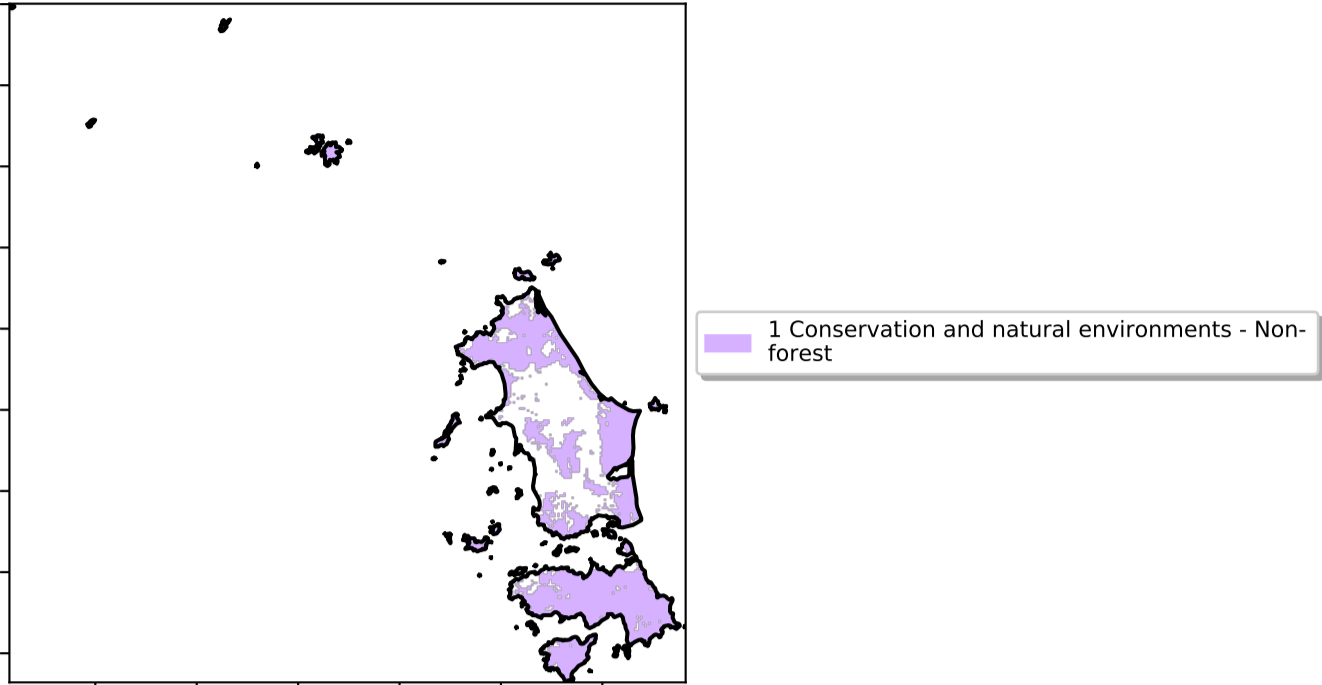 1 Conservation and natural environments - Non-
forest